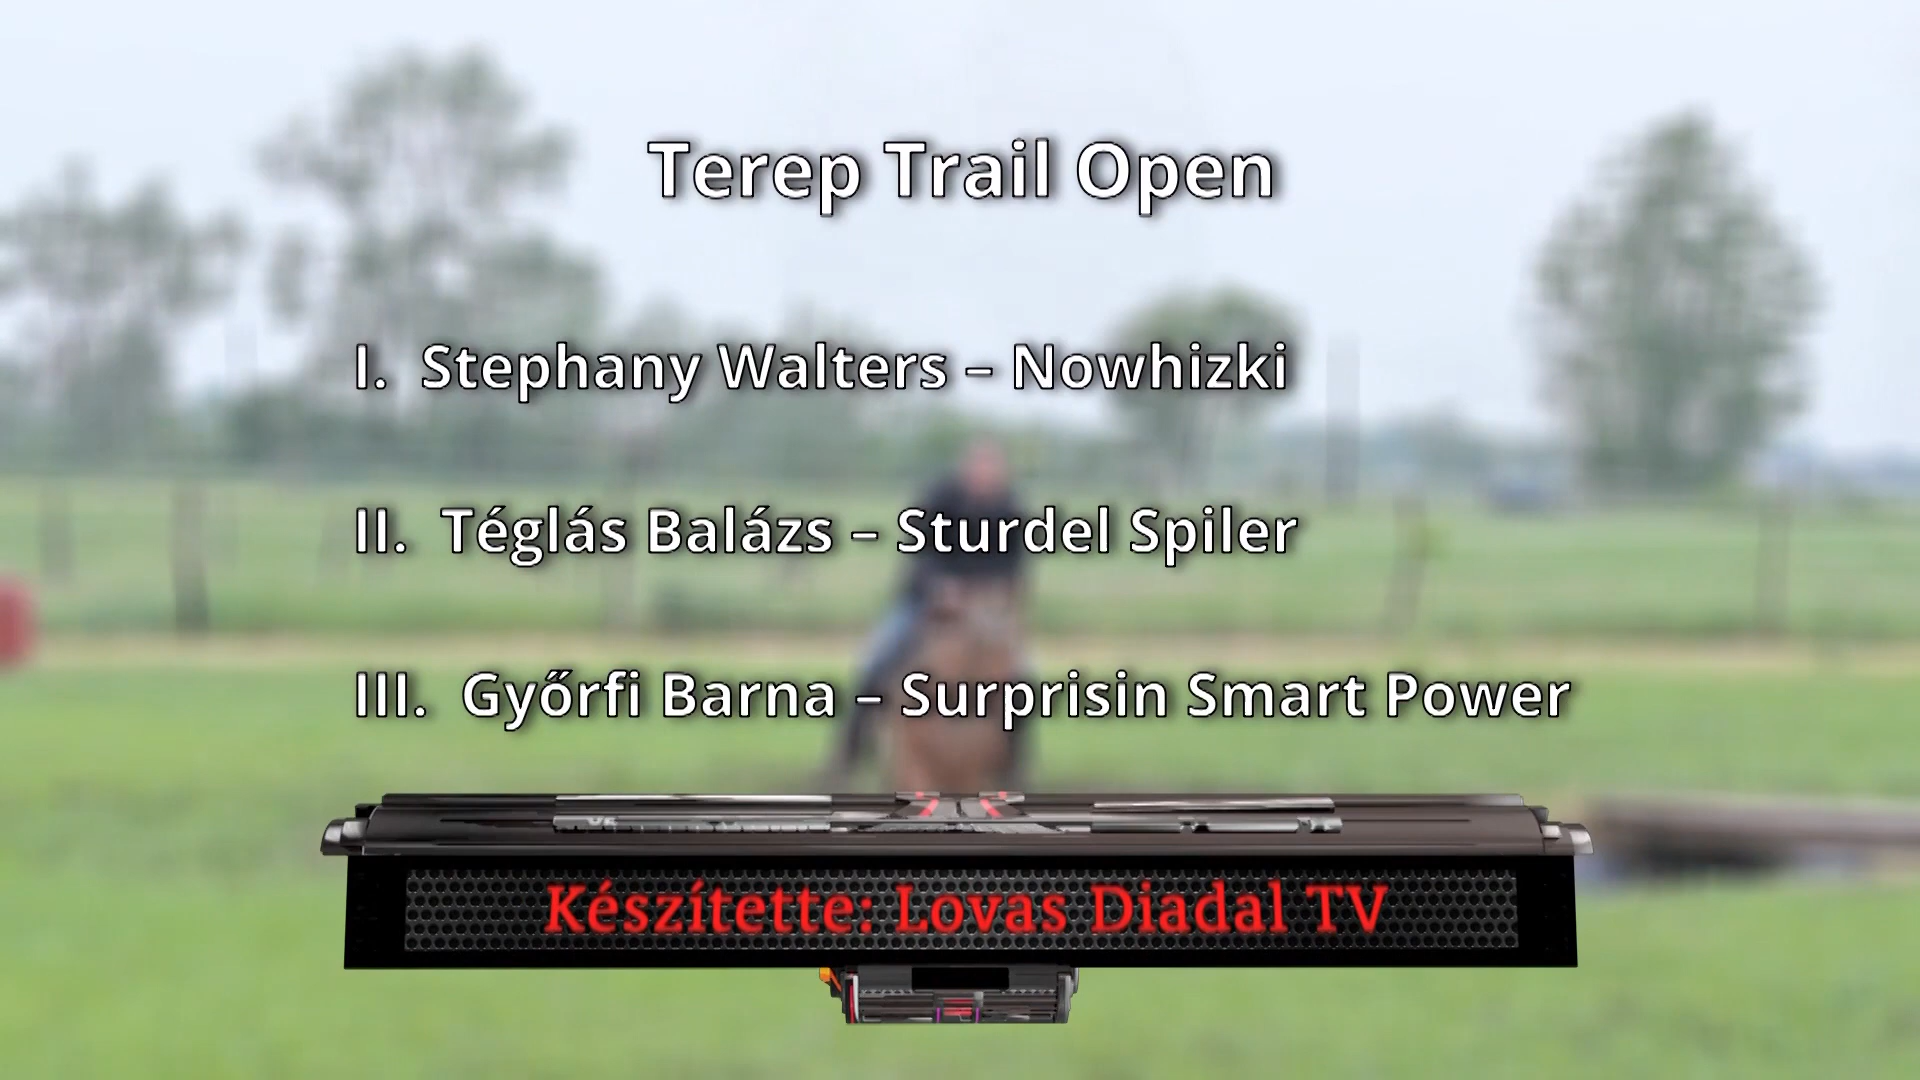 Terep Trail Open
I. Stephany Walters – Nowhizki
II. Téglás Balázs – Sturdel Spiler
III. Győrfi Barna – Surprisin Smart Power
Készítette: Lovas Diadal TV